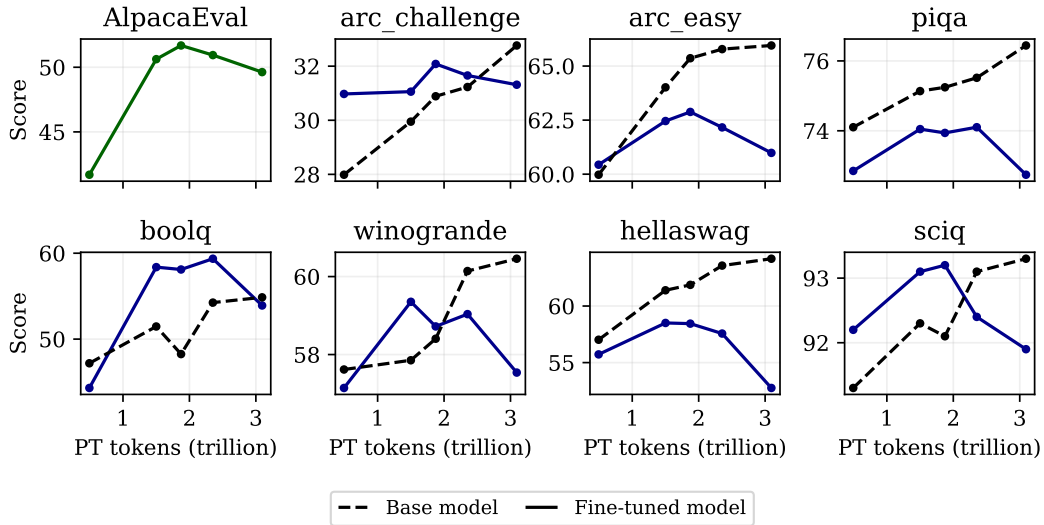 AlpacaEval
arc_challenge
arc_easy
piqa
Score
50
45
32
30
28
65.0
62.5
60.0
76
74
boolq
winogrande
hellaswag
sciq
Score
60
50
60
58
60
55
93
92
1 2 3
1 2 3
1 2 3
1 2 3
PT tokens (trillion)
PT tokens (trillion)
PT tokens (trillion)
PT tokens (trillion)
Base model
Fine-tuned model